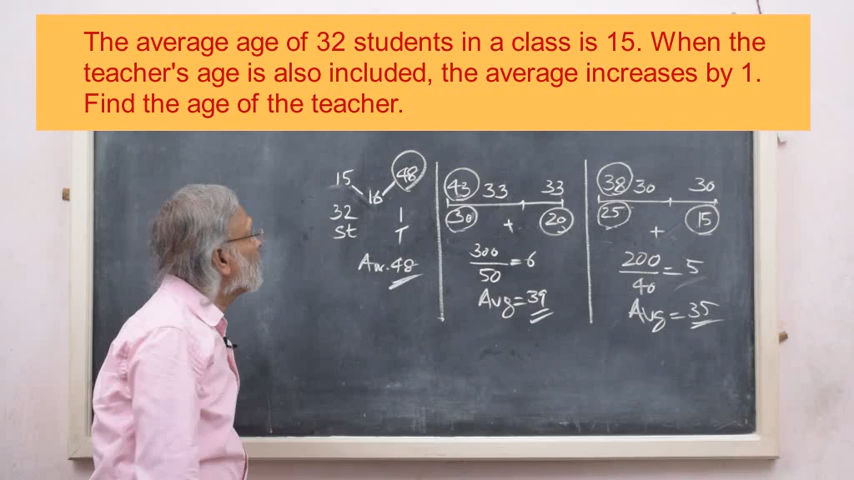 The average age of 32 students in a class is 15. When the
teacher's age is also included, the average increases by 1.
Find the age of the teacher.
15 48
16
32 1
St T
Aw. 48
43 33 33
30 + 20
300/50 = 6
Avg = 39
38 30 30
25 + 15
200/40 = 5
Avg = 35